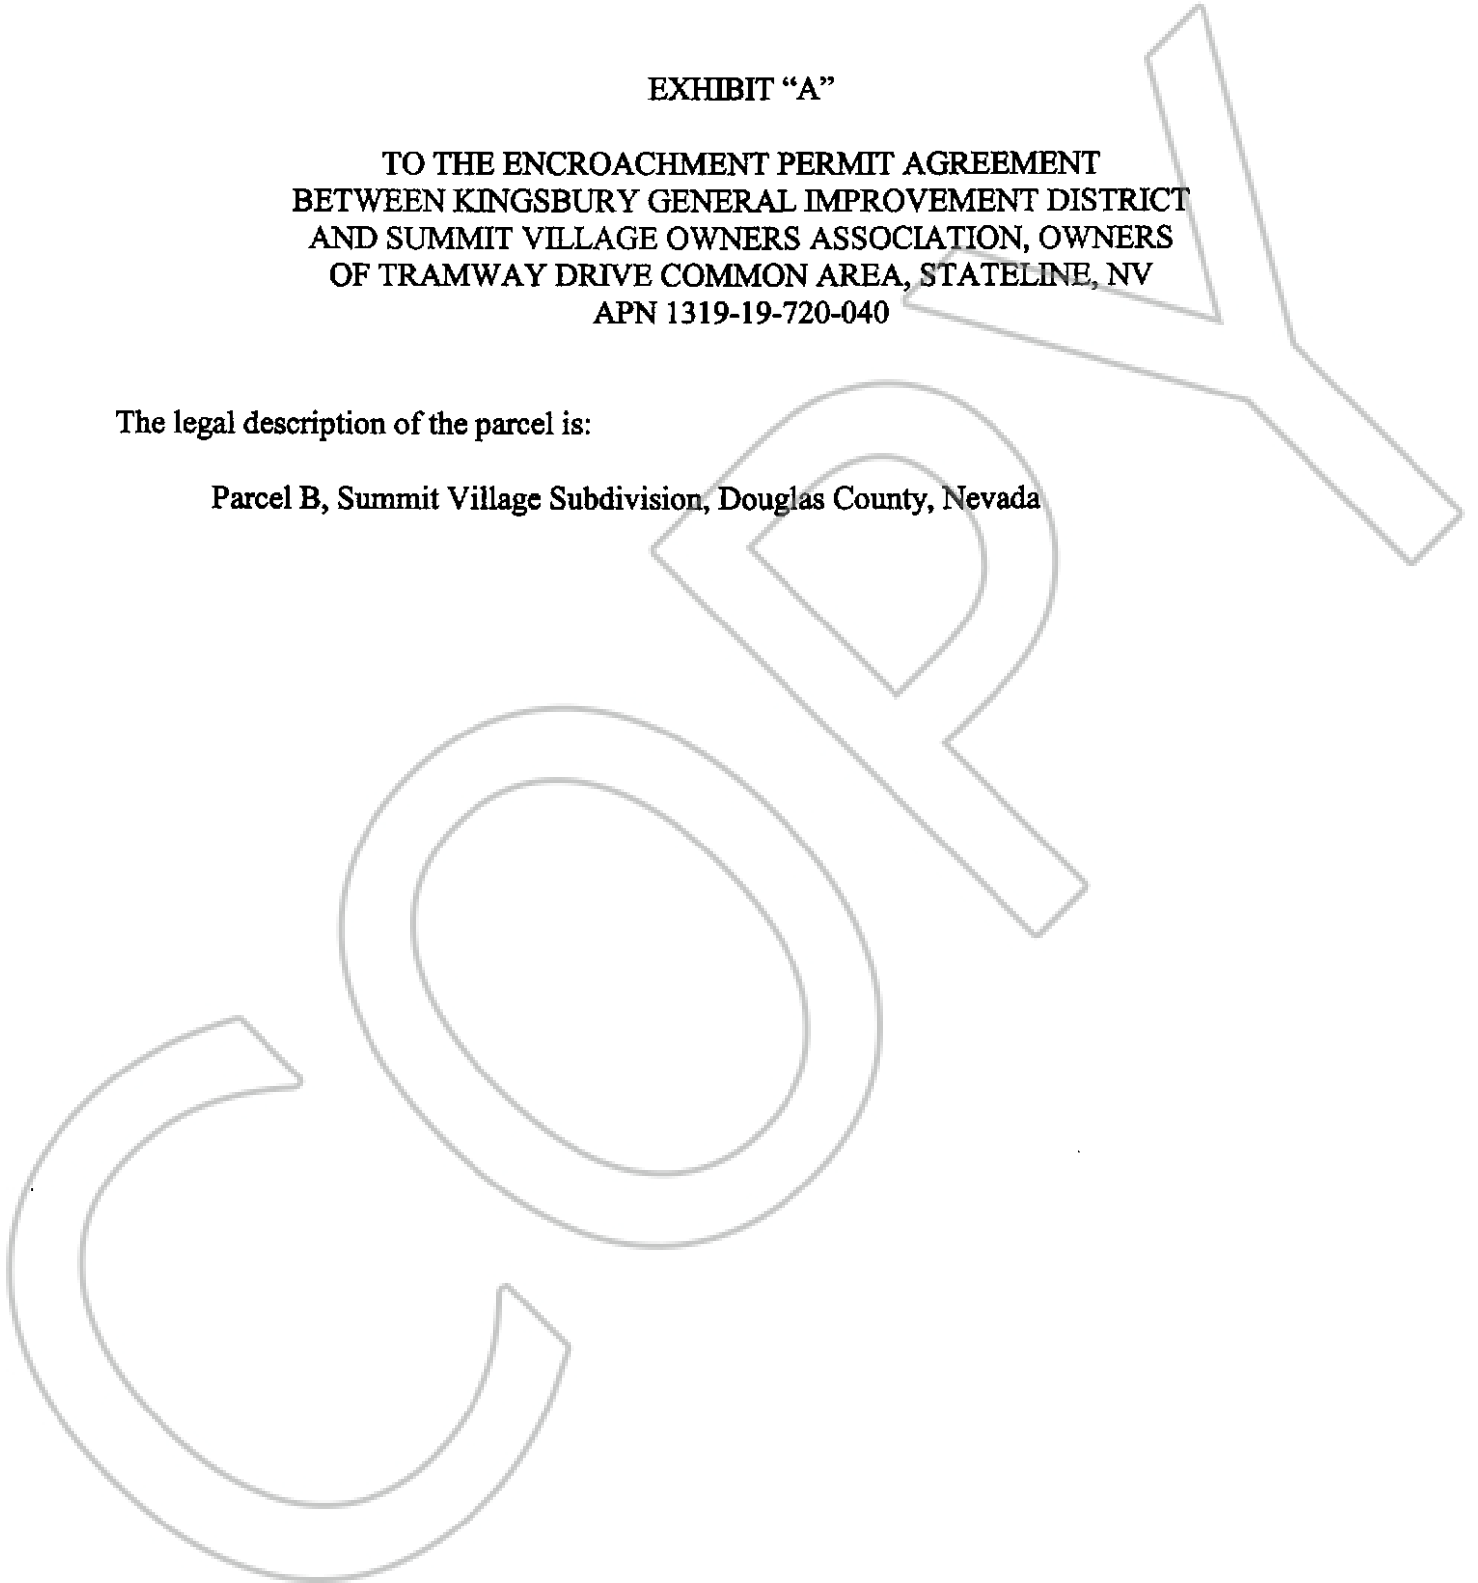 EXHIBIT “A”
TO THE ENCROACHMENT PERMIT AGREEMENT
BETWEEN KINGSBURY GENERAL IMPROVEMENT DISTRICT
AND SUMMIT VILLAGE OWNERS ASSOCIATION, OWNERS
OF TRAMWAY DRIVE COMMON AREA, STATELINE, NV
APN 1319-19-720-040
The legal description of the parcel is:
Parcel B, Summit Village Subdivision, Douglas County, Nevada
COPY